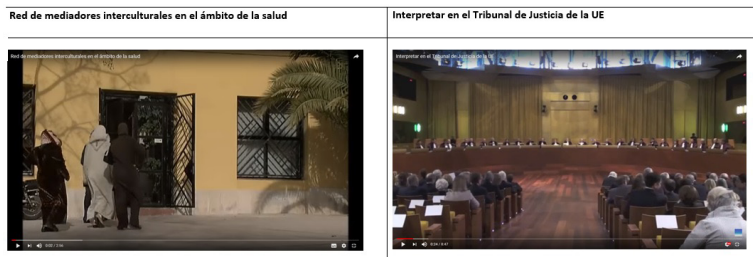 Red de mediadores interculturales en el ámbito de la salud
Interpretar en el Tribunal de Justicia de la UE
Red de mediadores interculturales en el ámbito de la salud
Interpretar en el Tribunal de Justicia de la UE